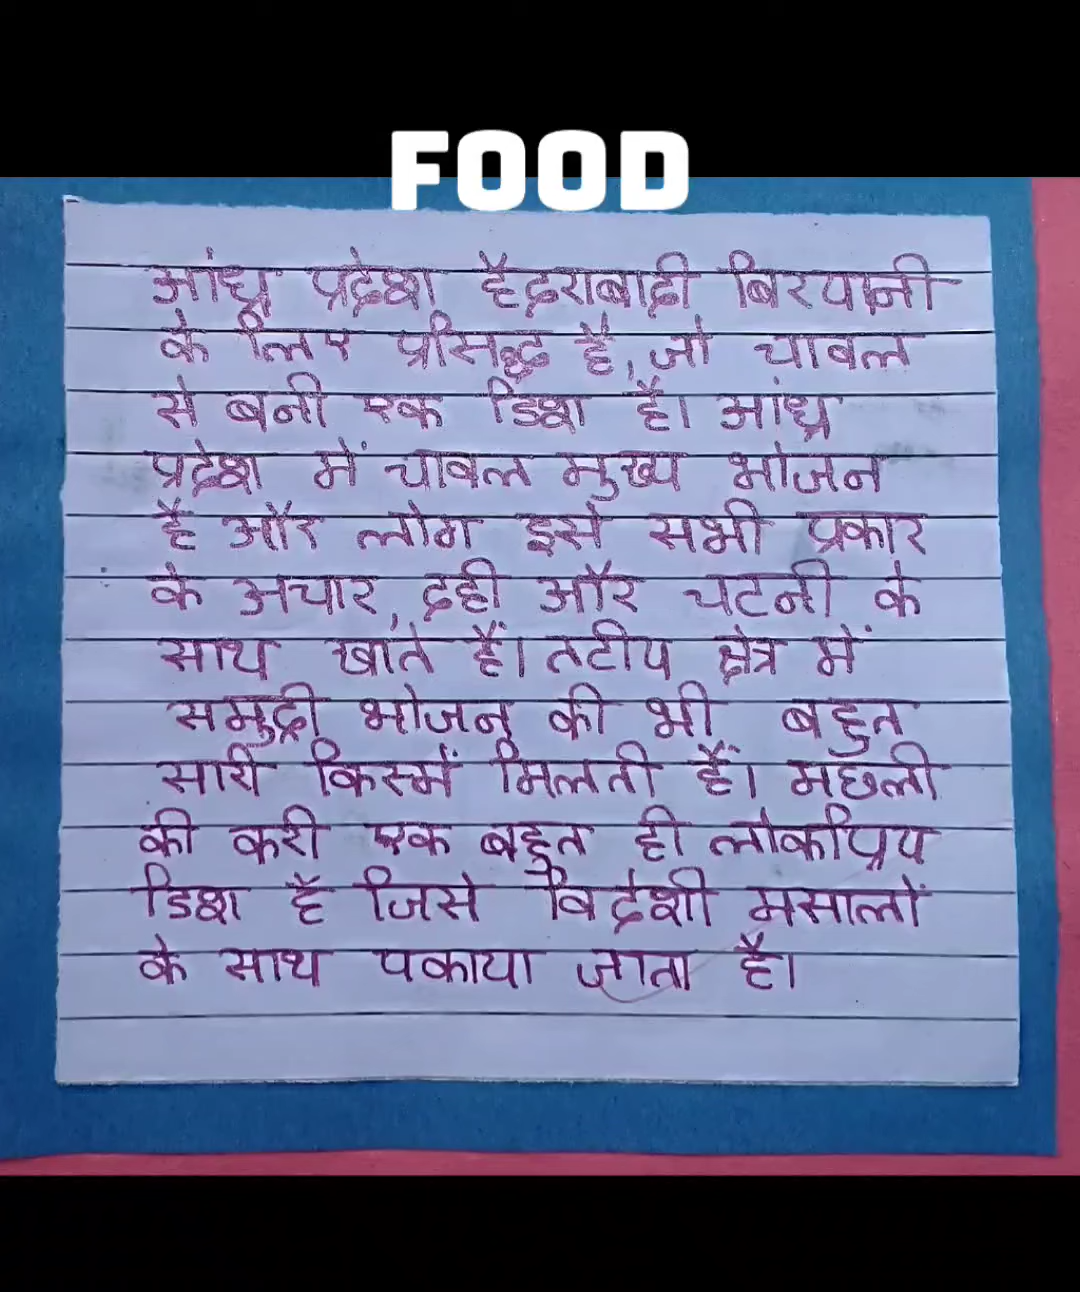 FOOD
आंध्र प्रदेश हैदराबादी बिरयानी
के लिए प्रसिद्ध है, जो चावल
से बनी एक डिश है। आंध्र
प्रदेश में चावल मुख्य भोजन
है और लोग इसे सभी प्रकार
के अचार, दही और चटनी के
साथ खाते हैं। तटीय क्षेत्र में
समुद्री भोजन की भी बहुत
सारी किस्में मिलती हैं। मछली
की करी एक बहुत ही लोकप्रिय
डिश है जिसे विदेशी मसालों
के साथ पकाया जाता है।